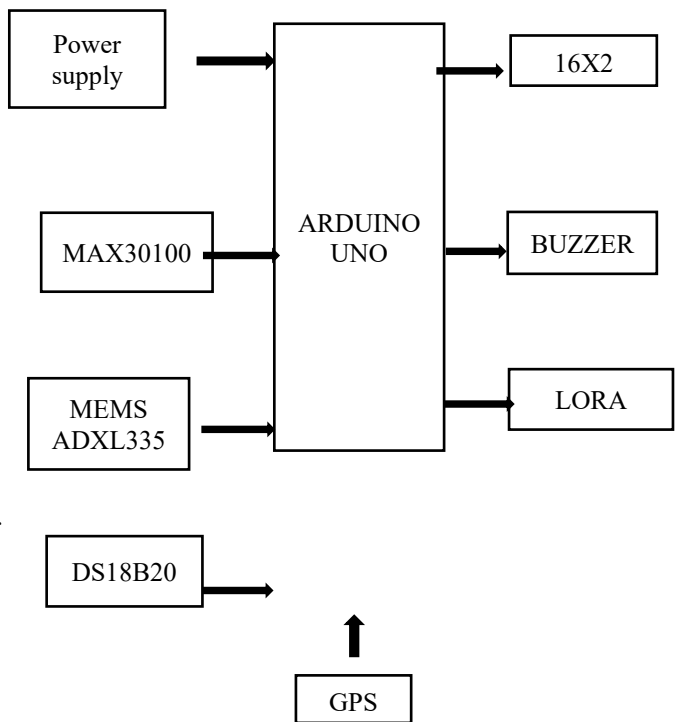 Power
supply
16X2
ARDUINO
UNO
MAX30100
BUZZER
MEMS
ADXL335
LORA
DS18B20
GPS